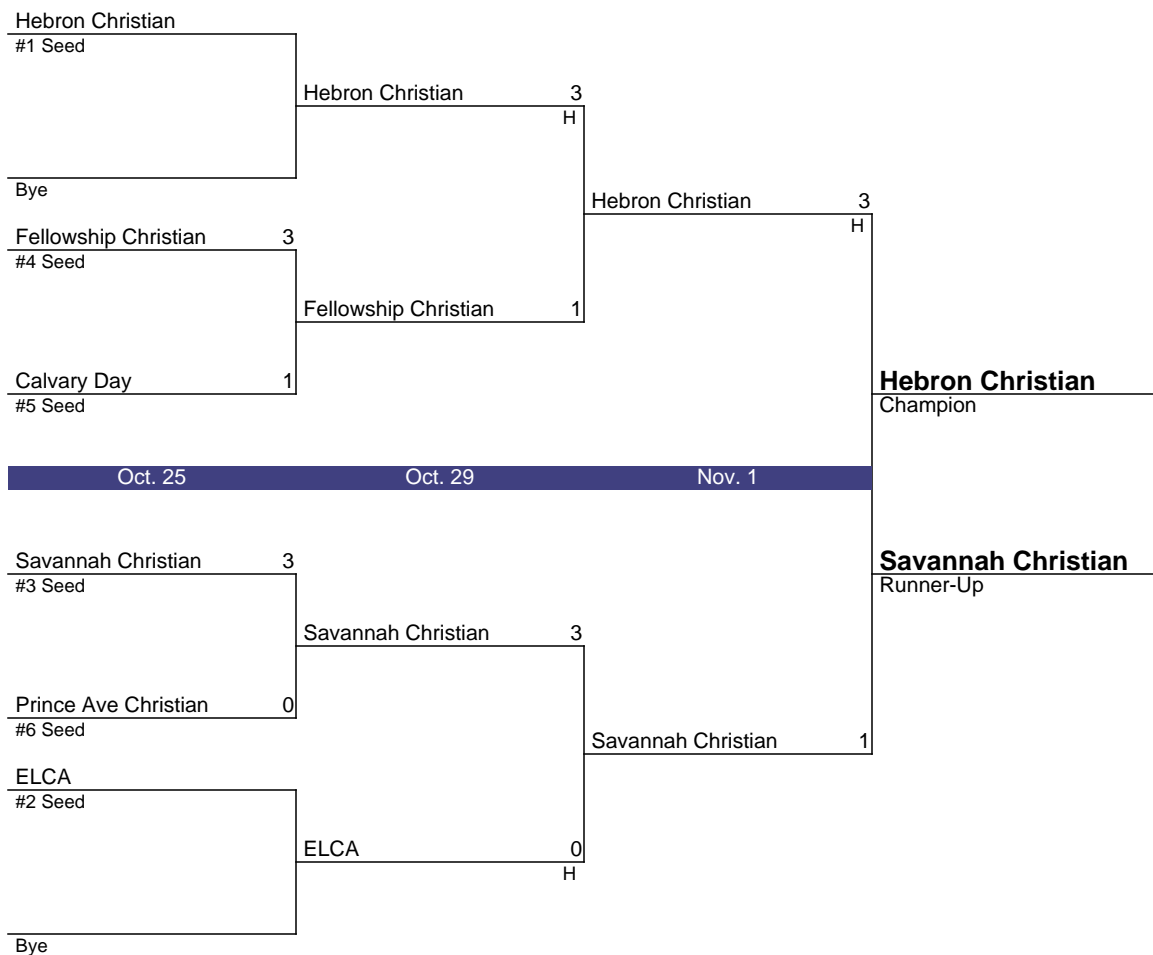 Hebron Christian
#1 Seed
Hebron Christian 3
H
Bye
Hebron Christian 3
H
Fellowship Christian 3
#4 Seed
Fellowship Christian 1
Calvary Day 1
#5 Seed
Hebron Christian
Champion
Oct. 25 Oct. 29 Nov. 1
Savannah Christian 3
#3 Seed
Savannah Christian
Runner-Up
Savannah Christian 3
Prince Ave Christian 0
#6 Seed
Savannah Christian 1
ELCA
#2 Seed
ELCA 0
H
Bye